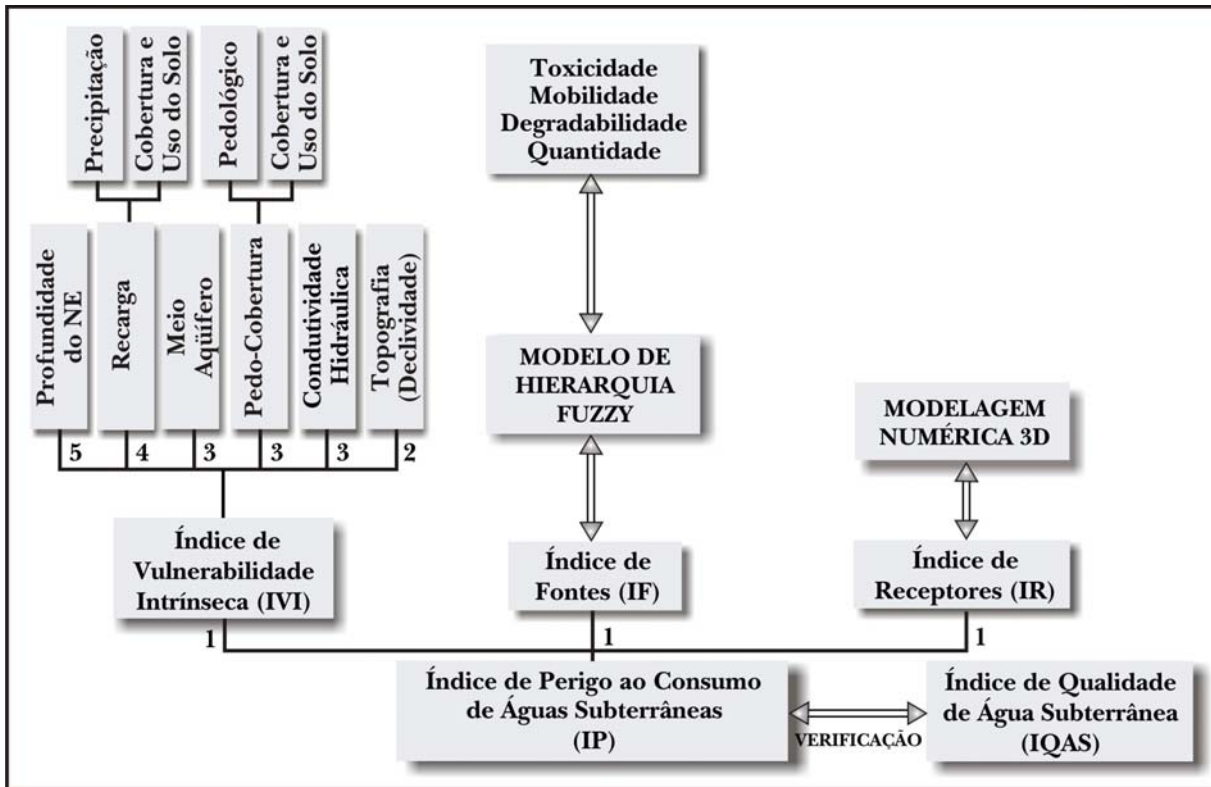 Precipitação
Cobertura e
Uso do Solo
Pedológico
Cobertura e
Uso do Solo
Toxicidade
Mobilidade
Degradabilidade
Quantidade
Profundidade
do NE
Recarga
Meio
Aqüífero
Pedo-Cobertura
Condutividade
Hidráulica
Topografia
(Declividade)
MODELO DE
HIERARQUIA
FUZZY
MODELAGEM
NUMÉRICA 3D
5
4
3
3
3
2
Índice de
Vulnerabilidade
Intrínseca (IVI)
Índice de
Fontes (IF)
Índice de
Receptores (IR)
1
1
1
Índice de Perigo ao Consumo
de Águas Subterrâneas
(IP)
VERIFICAÇÃO
Índice de Qualidade
de Água Subterrânea
(IQAS)